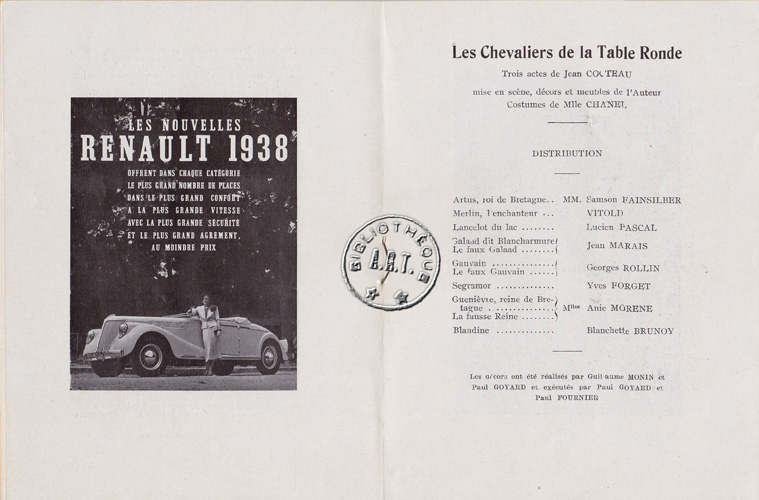 LES NOUVELLES
RENAULT 1938
OFFRENT DANS CHAQUE CATÉGORIE
LE PLUS GRAND NOMBRE DE PLACES
DANS LE PLUS GRAND CONFORT
A LA PLUS GRANDE VITESSE
AVEC LA PLUS GRANDE SÉCURITÉ
ET LE PLUS GRAND AGRÉMENT,
AU MOINDRE PRIX
BIBLIOTHÈQUE
A.R.T.
Les Chevaliers de la Table Ronde
Trois actes de Jean COCTEAU
mise en scène, décors et meubles de l'Auteur
Costumes de Mlle CHANEL
DISTRIBUTION
Artus, roi de Bretagne.. MM. Samson FAINSILBER
Merlin, l'enchanteur ... VITOLD
Lancelot du lac ........ Lucien PASCAL
Galaad dit Blancharmure
Le faux Galaad ....... Jean MARAIS
Gauvain ..............
Le faux Gauvain ...... Georges ROLLIN
Segramor ............. Yves FORGET
Guenièvre, reine de Bre-
tagne ................ Mlles Anie MORENE
La fausse Reine .......
Blandine .............. Blanchette BRUNOY
Les décors ont été réalisés par Guillaume MONIN et
Paul GOYARD et exécutés par Paul GOYARD et
Paul FOURNIER